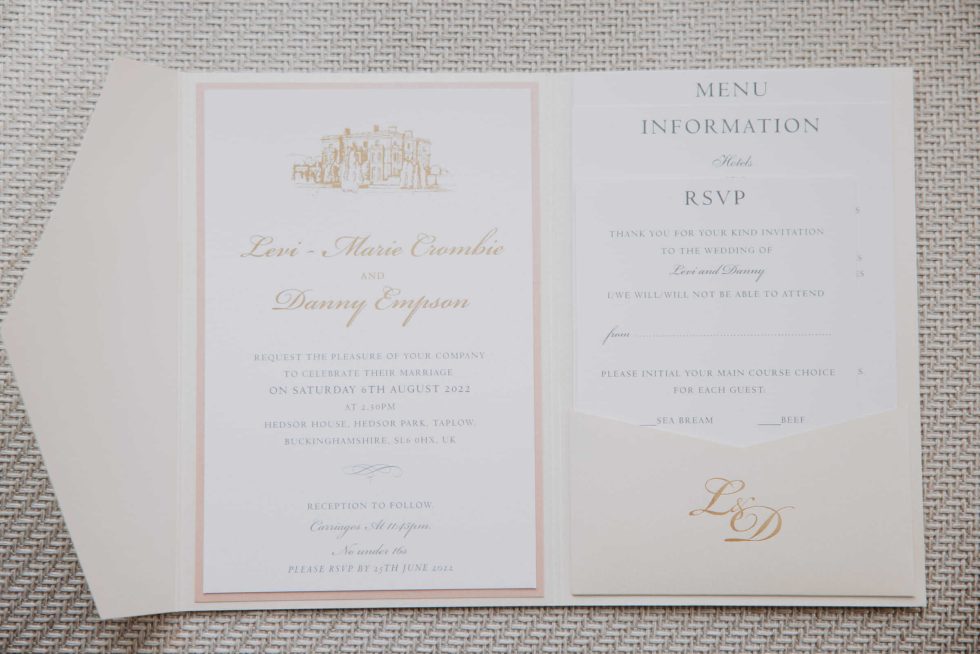 Levi - Marie Crombie
AND
Danny Empson
REQUEST THE PLEASURE OF YOUR COMPANY
TO CELEBRATE THEIR MARRIAGE
ON SATURDAY 6TH AUGUST 2022
AT 2.30PM
HEDSOR HOUSE, HEDSOR PARK, TAPLOW,
BUCKINGHAMSHIRE, SL6 0HX, UK
RECEPTION TO FOLLOW.
Carriages At 11:45pm.
No under 16s
PLEASE RSVP BY 25TH JUNE 2022
MENU
INFORMATION
Hotels
RSVP
THANK YOU FOR YOUR KIND INVITATION
TO THE WEDDING OF
Levi and Danny
I/WE WILL/WILL NOT BE ABLE TO ATTEND
from
PLEASE INITIAL YOUR MAIN COURSE CHOICE
FOR EACH GUEST:
___SEA BREAM ____BEEF
L&D